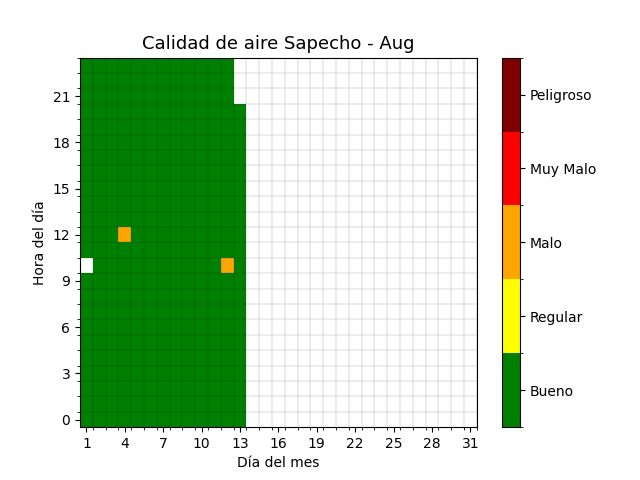 Calidad de aire Sapecho - Aug
Hora del día
21
18
15
12
9
6
3
0
1 4 7 10 13 16 19 22 25 28 31
Día del mes
Peligroso
Muy Malo
Malo
Regular
Bueno